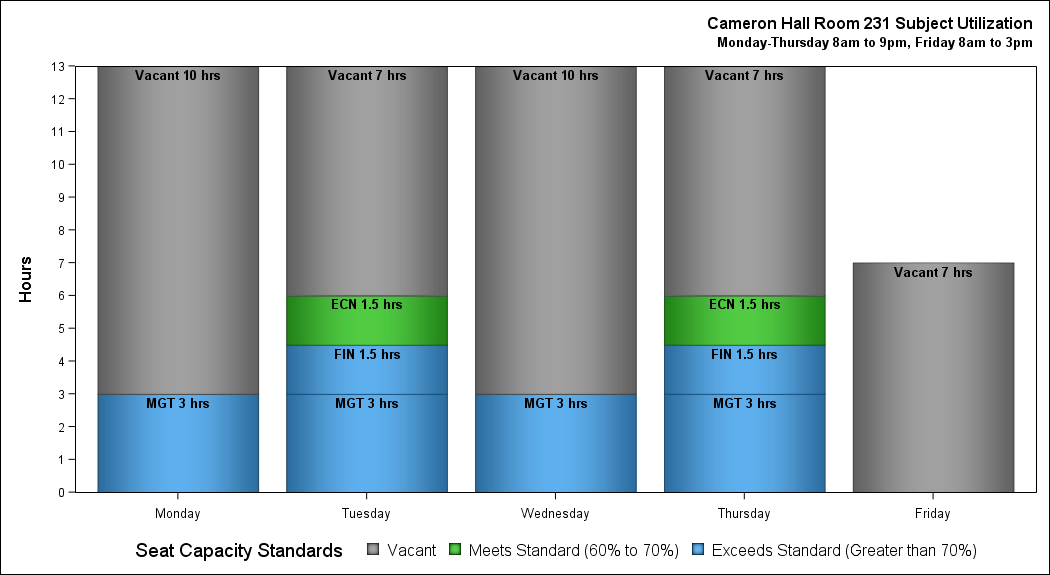 Cameron Hall Room 231 Subject Utilization
Monday-Thursday 8am to 9pm, Friday 8am to 3pm
Hours
13
12
11
10
9
8
7
6
5
4
3
2
1
0
Vacant 10 hrs
MGT 3 hrs
Vacant 7 hrs
ECN 1.5 hrs
FIN 1.5 hrs
MGT 3 hrs
Vacant 10 hrs
MGT 3 hrs
Vacant 7 hrs
ECN 1.5 hrs
FIN 1.5 hrs
MGT 3 hrs
Vacant 7 hrs
Monday Tuesday Wednesday Thursday Friday
Seat Capacity Standards Vacant Meets Standard (60% to 70%) Exceeds Standard (Greater than 70%)